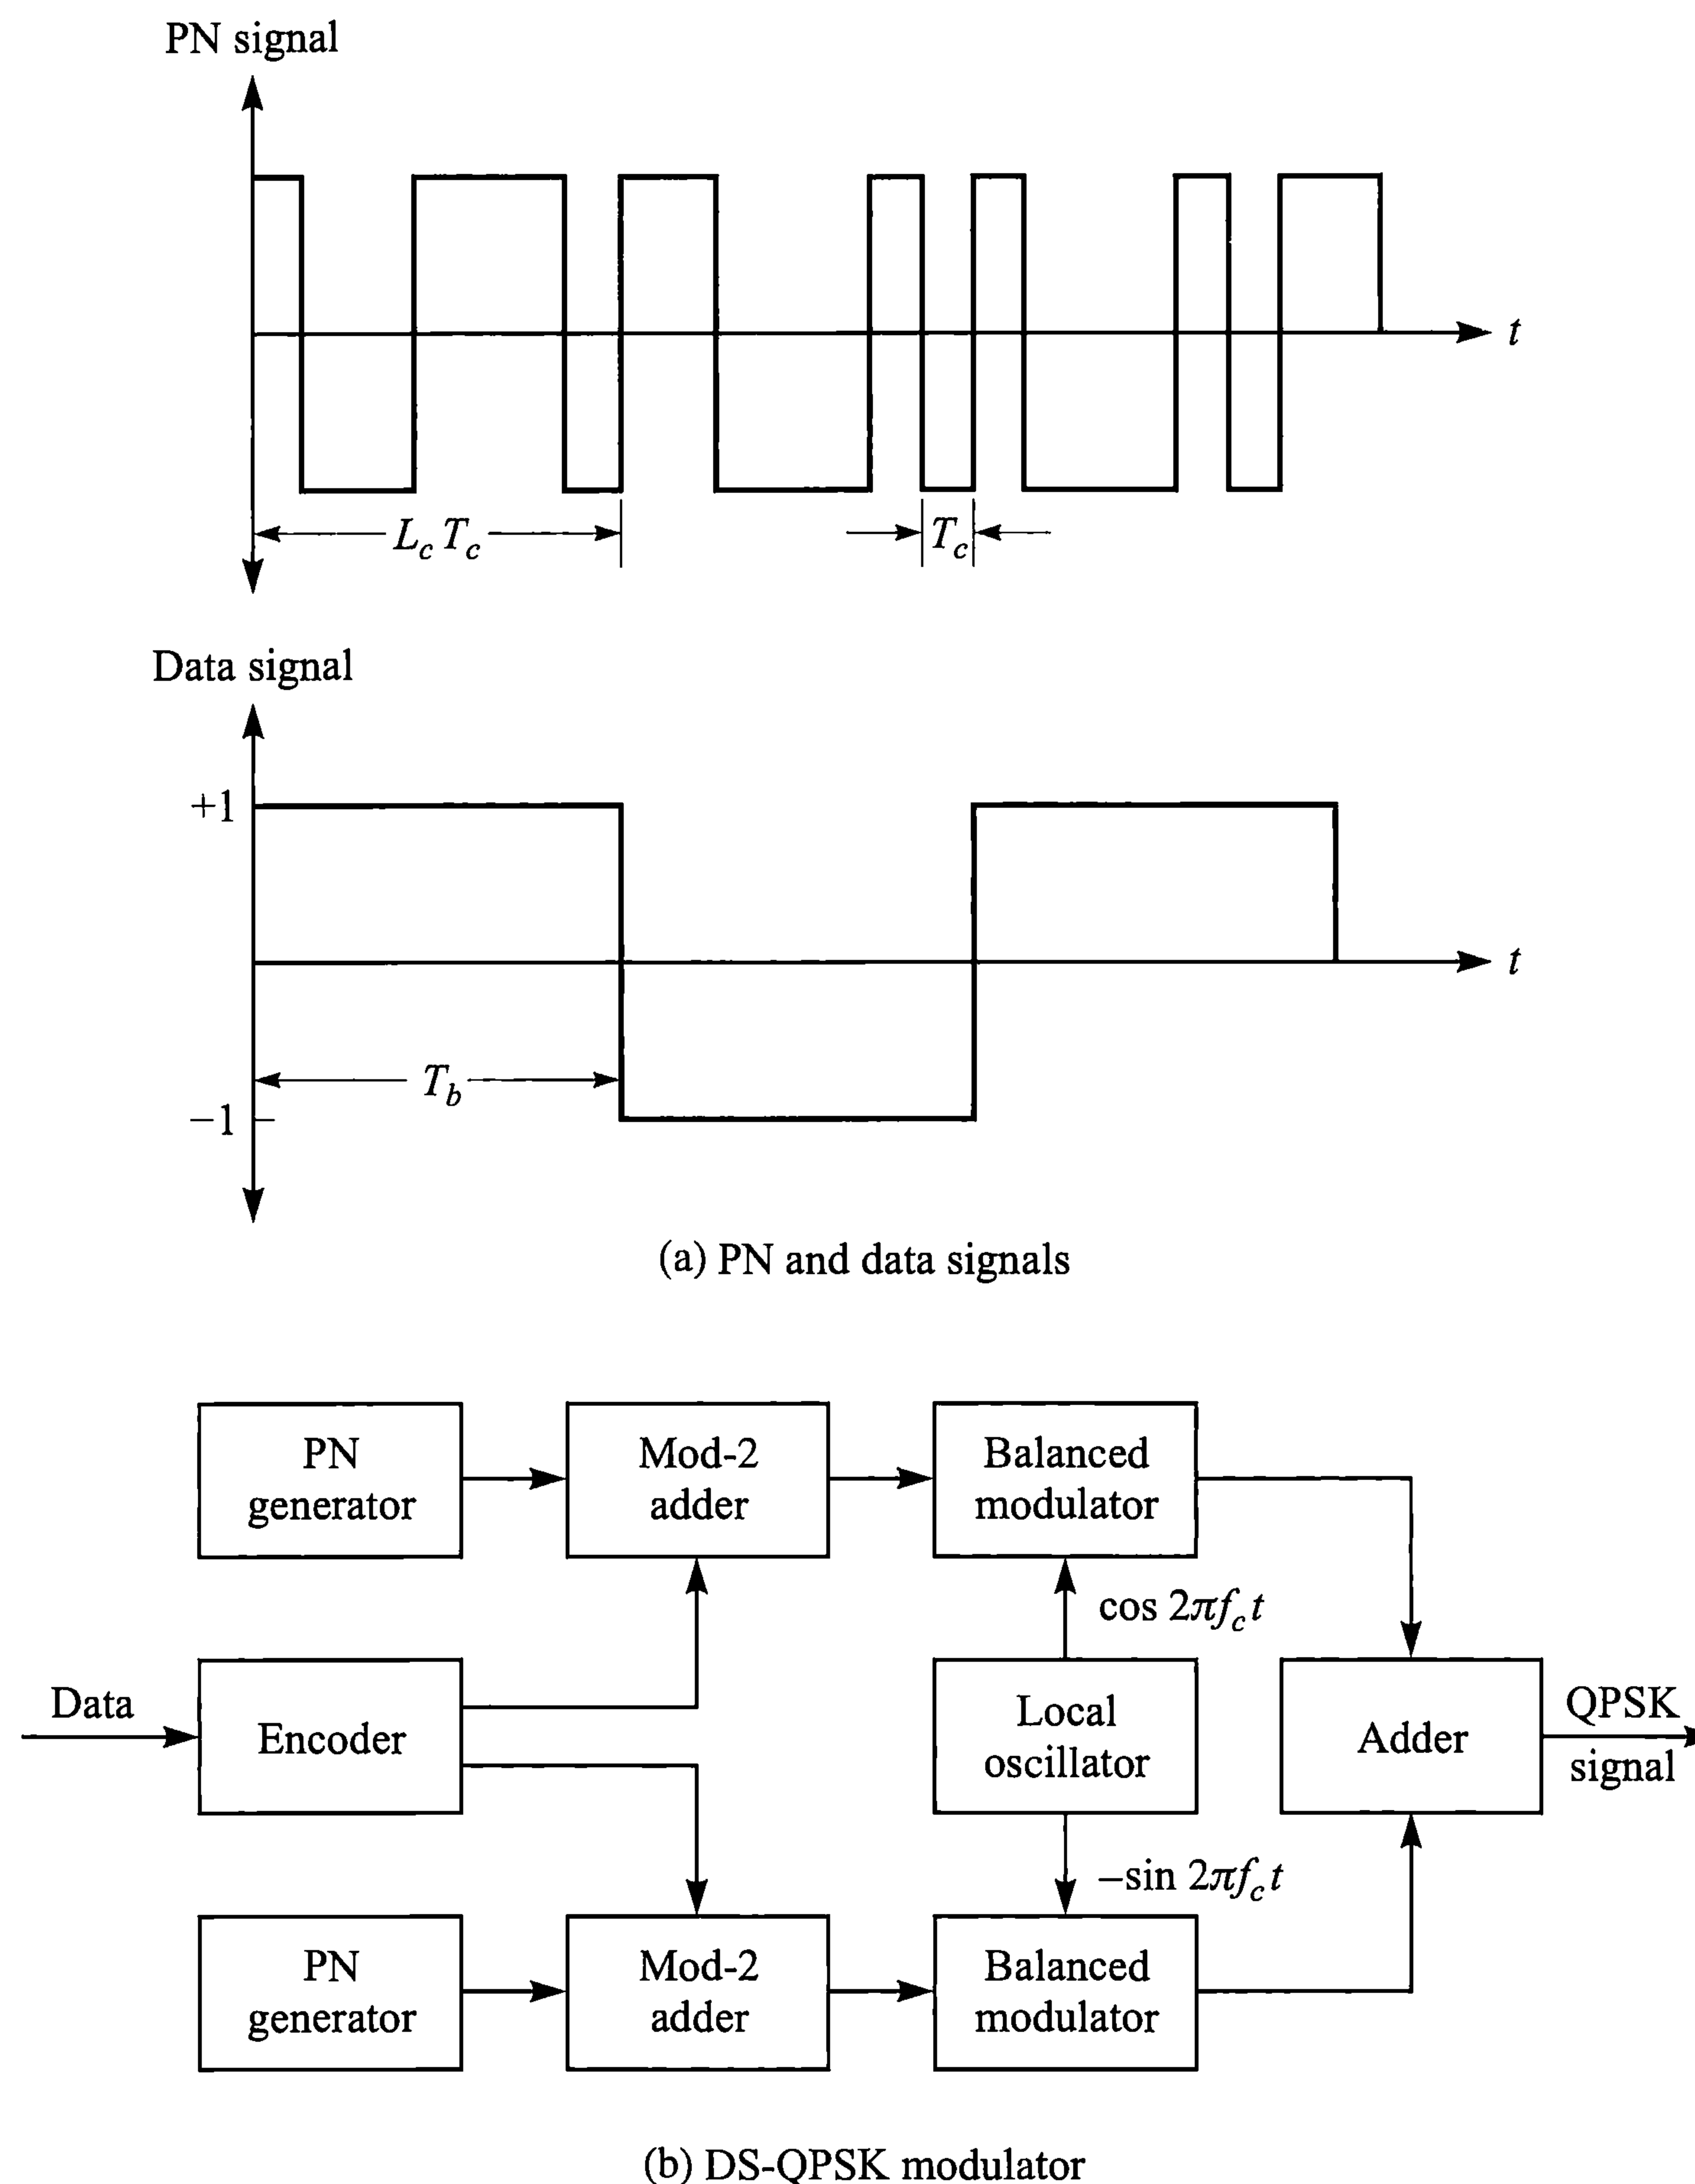 PN signal
t
L_c T_c
T_c
Data signal
+1
t
T_b
−1
(a) PN and data signals
PN
generator
Mod-2
adder
Balanced
modulator
cos 2πf_c t
Data
Encoder
Local
oscillator
Adder
QPSK
signal
−sin 2πf_c t
PN
generator
Mod-2
adder
Balanced
modulator
(b) DS-QPSK modulator